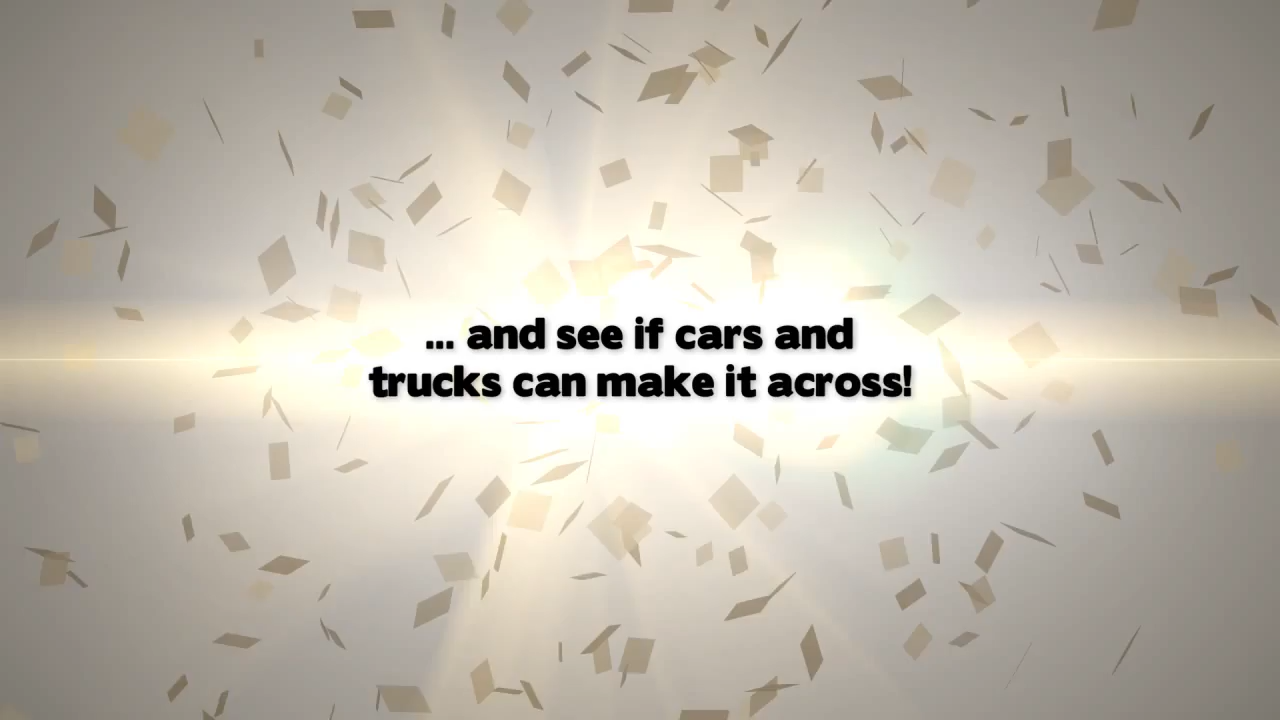 ... and see if cars and
trucks can make it across!